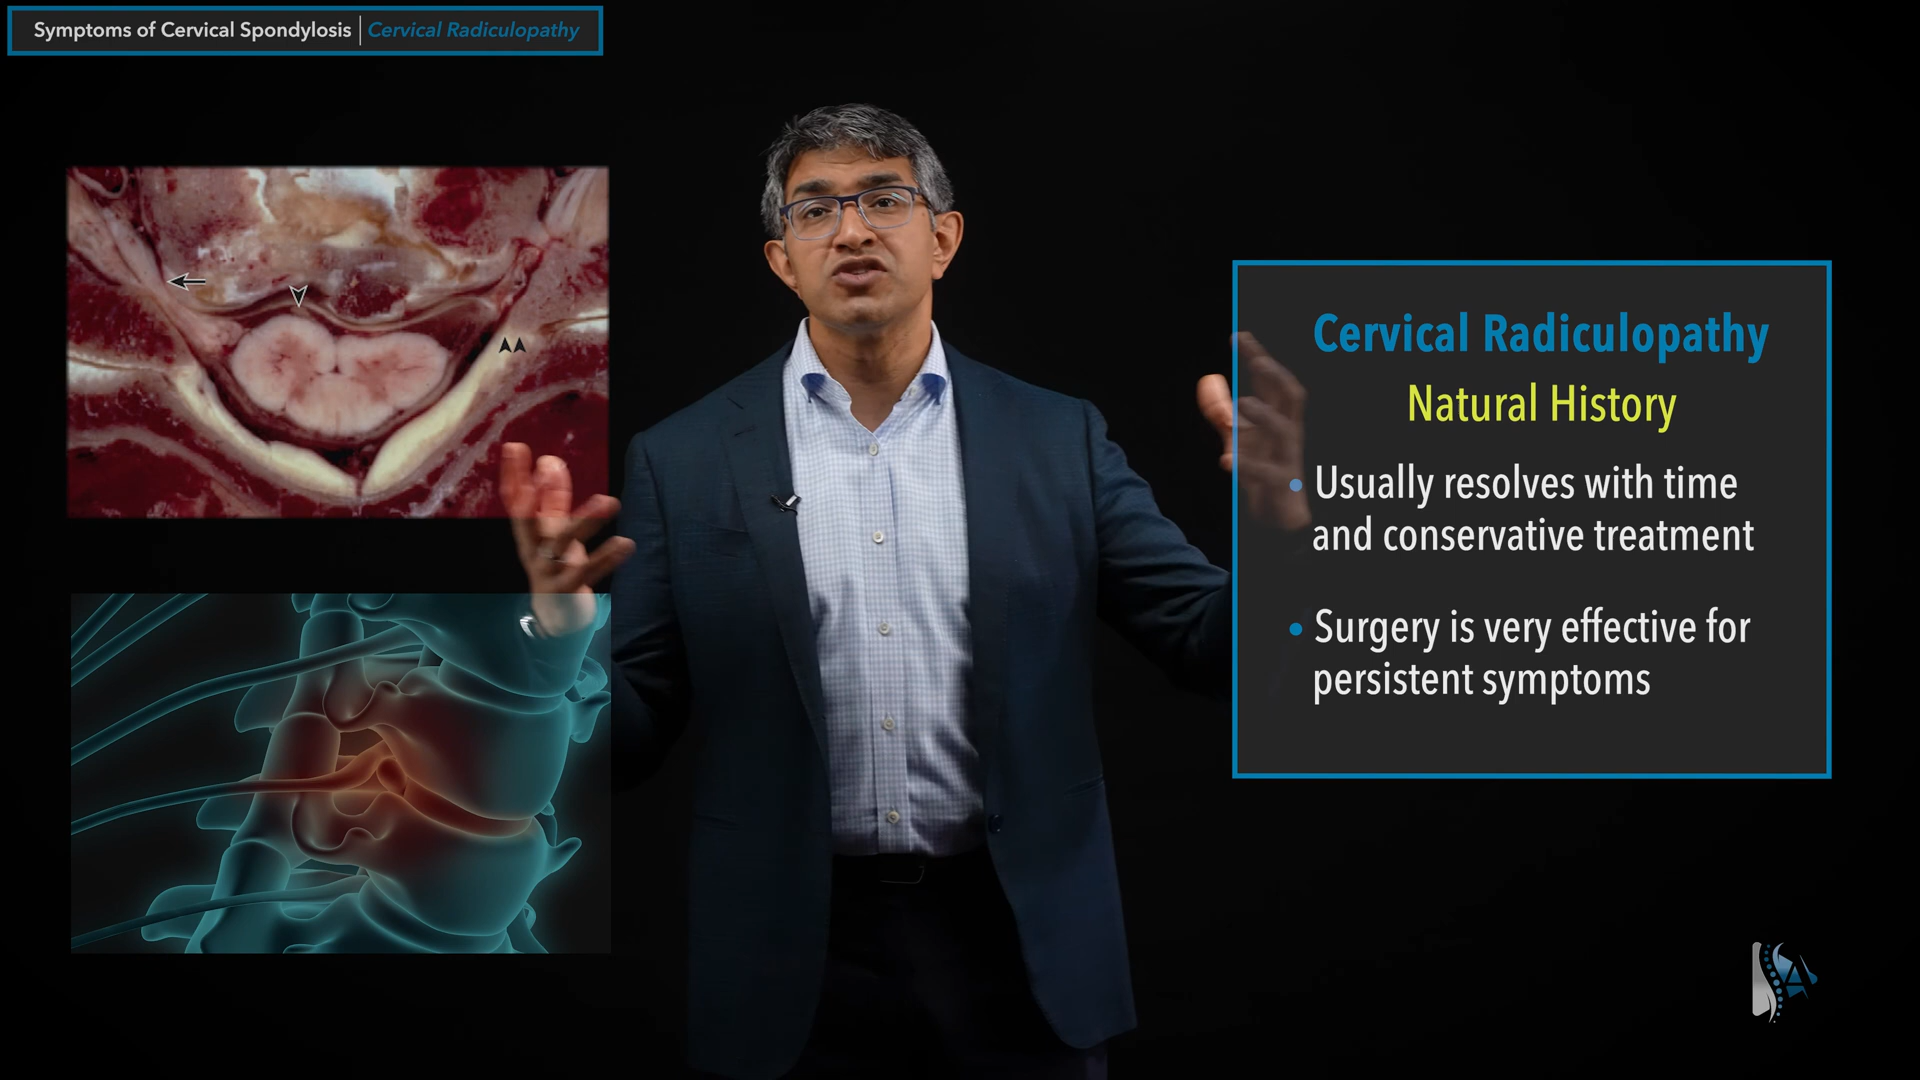 Symptoms of Cervical Spondylosis | Cervical Radiculopathy
Cervical Radiculopathy
Natural History
• Usually resolves with time
and conservative treatment
• Surgery is very effective for
persistent symptoms